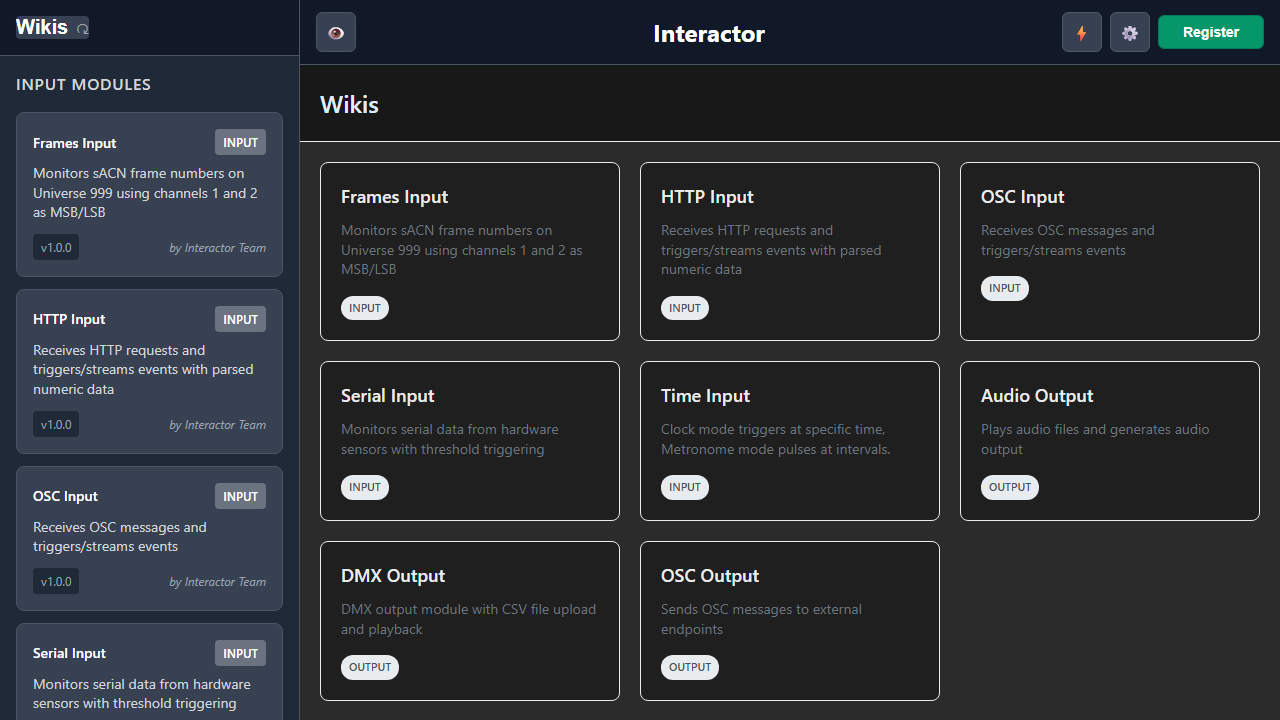 Wikis
INPUT MODULES
Frames Input INPUT
Monitors sACN frame numbers on
Universe 999 using channels 1 and 2
as MSB/LSB
v1.0.0 by Interactor Team
HTTP Input INPUT
Receives HTTP requests and
triggers/streams events with parsed
numeric data
v1.0.0 by Interactor Team
OSC Input INPUT
Receives OSC messages and
triggers/streams events
v1.0.0 by Interactor Team
Serial Input INPUT
Monitors serial data from hardware
sensors with threshold triggering
Interactor
Register
Wikis
Frames Input
Monitors sACN frame numbers on
Universe 999 using channels 1 and 2 as
MSB/LSB
INPUT
HTTP Input
Receives HTTP requests and
triggers/streams events with parsed
numeric data
INPUT
OSC Input
Receives OSC messages and
triggers/streams events
INPUT
Serial Input
Monitors serial data from hardware
sensors with threshold triggering
INPUT
Time Input
Clock mode triggers at specific time,
Metronome mode pulses at intervals.
INPUT
Audio Output
Plays audio files and generates audio
output
OUTPUT
DMX Output
DMX output module with CSV file upload
and playback
OUTPUT
OSC Output
Sends OSC messages to external
endpoints
OUTPUT